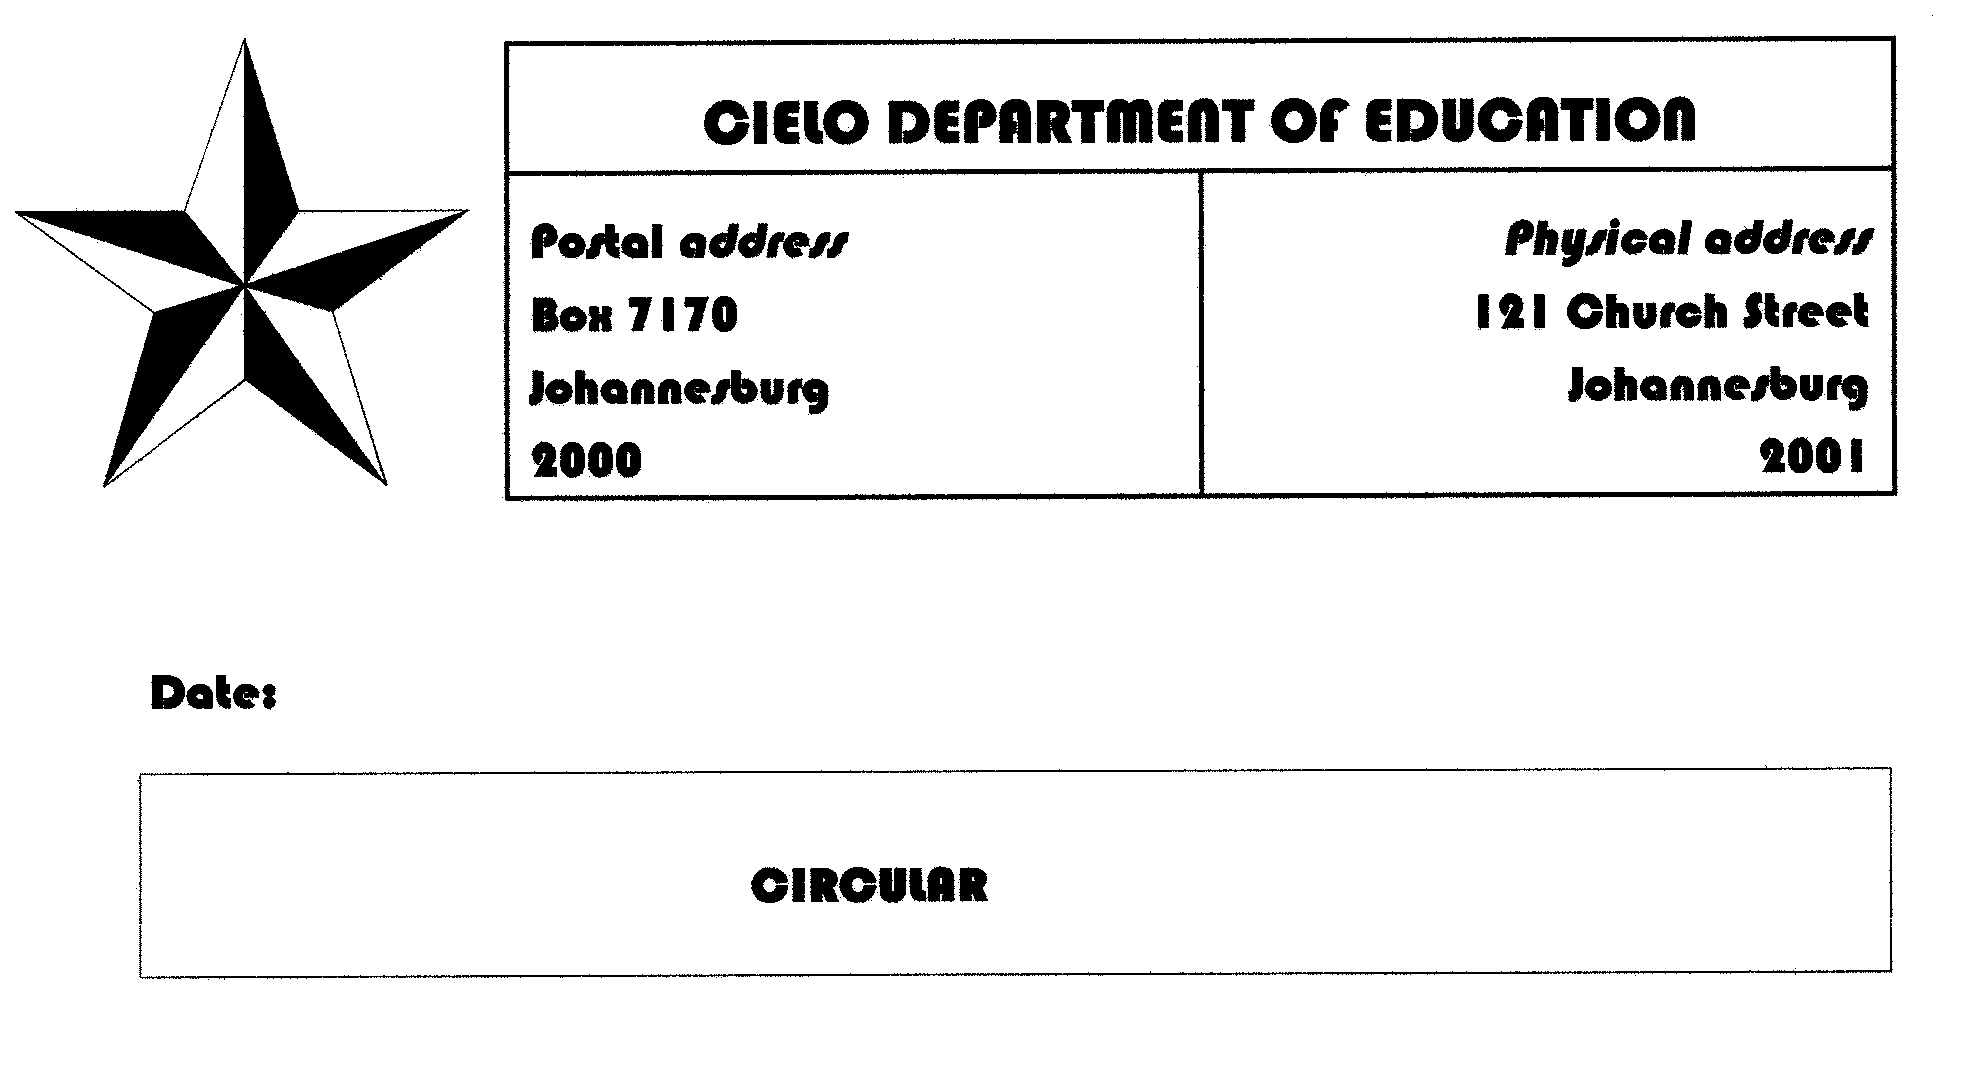 CIELO DEPARTMENT OF EDUCATION
Postal address
Box 7170
Johannesburg
2000
Physical address
121 Church Street
Johannesburg
2001
Date:
CIRCULAR